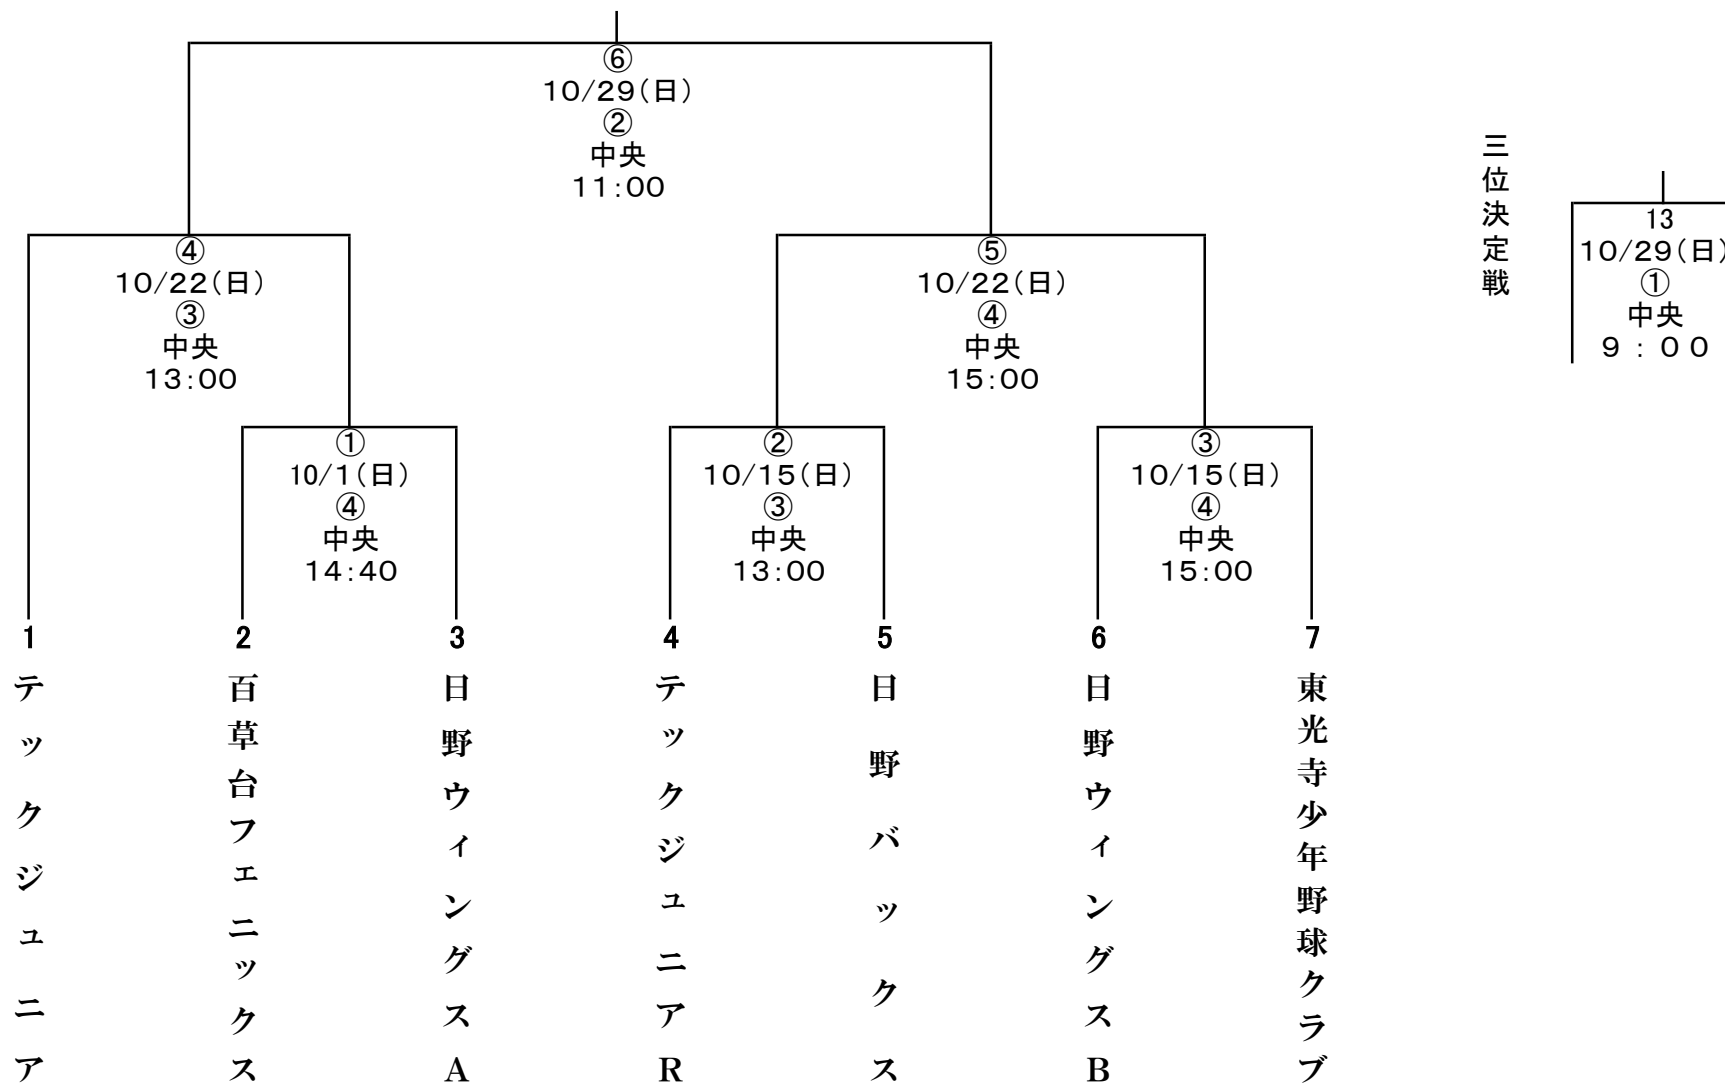 ⑥
10/29(日)
②
中央
11:00
三位決定戦
13
10/29(日)
①
中央
9:00
④
10/22(日)
③
中央
13:00
⑤
10/22(日)
④
中央
15:00
①
10/1(日)
④
中央
14:40
②
10/15(日)
③
中央
13:00
③
10/15(日)
④
中央
15:00
1
テックジュニア
2
百草台フェニックス
3
日野ウィングスA
4
テックジュニアR
5
日野バックス
6
日野ウィングスB
7
東光寺少年野球クラブ